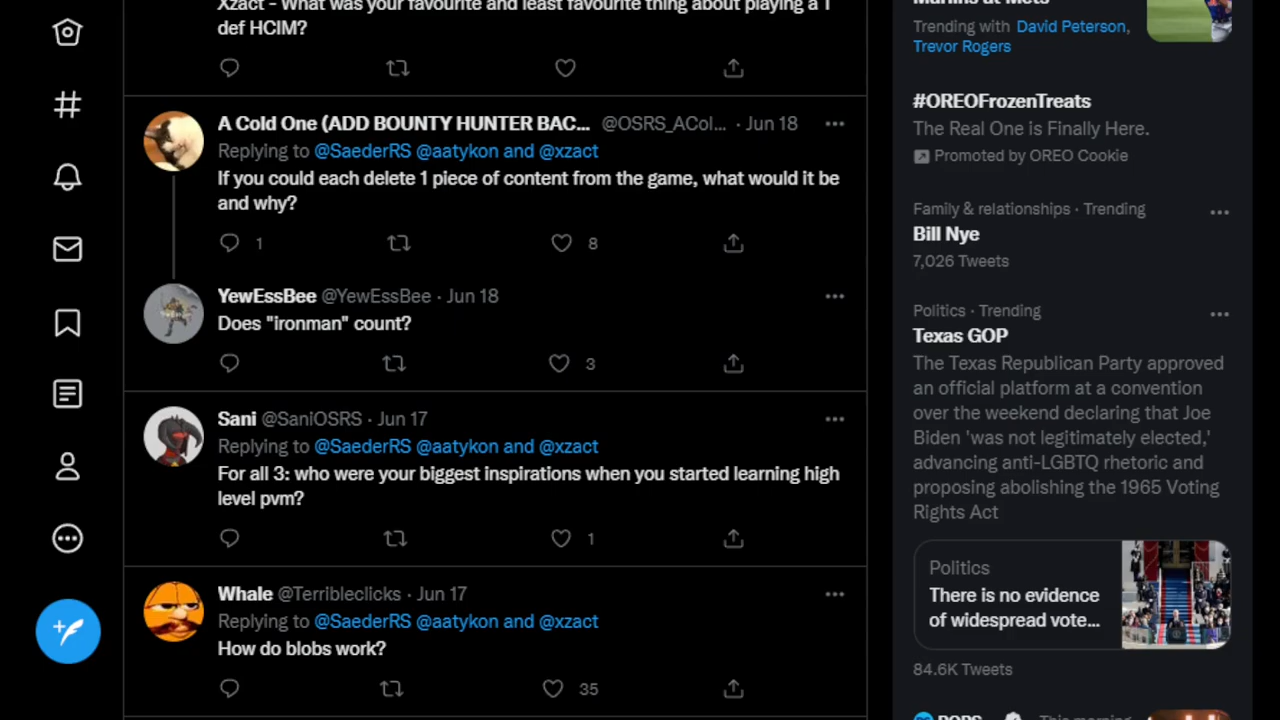 Xzact - What was your favourite and least favourite thing about playing a 1
def HCIM?
A Cold One (ADD BOUNTY HUNTER BAC... @OSRS_ACol... · Jun 18
Replying to @SaederRS @aatykon and @xzact
If you could each delete 1 piece of content from the game, what would it be
and why?
1 8
YewEssBee @YewEssBee · Jun 18
Does "ironman" count?
3
Sani @SaniOSRS · Jun 17
Replying to @SaederRS @aatykon and @xzact
For all 3: who were your biggest inspirations when you started learning high
level pvm?
1
Whale @Terribleclicks · Jun 17
Replying to @SaederRS @aatykon and @xzact
How do blobs work?
35
Marlins at Mets
Trending with David Peterson,
Trevor Rogers
#OREOFrozenTreats
The Real One is Finally Here.
Promoted by OREO Cookie
Family & relationships · Trending
Bill Nye
7,026 Tweets
Politics · Trending
Texas GOP
The Texas Republican Party approved
an official platform at a convention
over the weekend declaring that Joe
Biden 'was not legitimately elected,'
advancing anti-LGBTQ rhetoric and
proposing abolishing the 1965 Voting
Rights Act
Politics
There is no evidence
of widespread vote...
84.6K Tweets
POPS
This morning